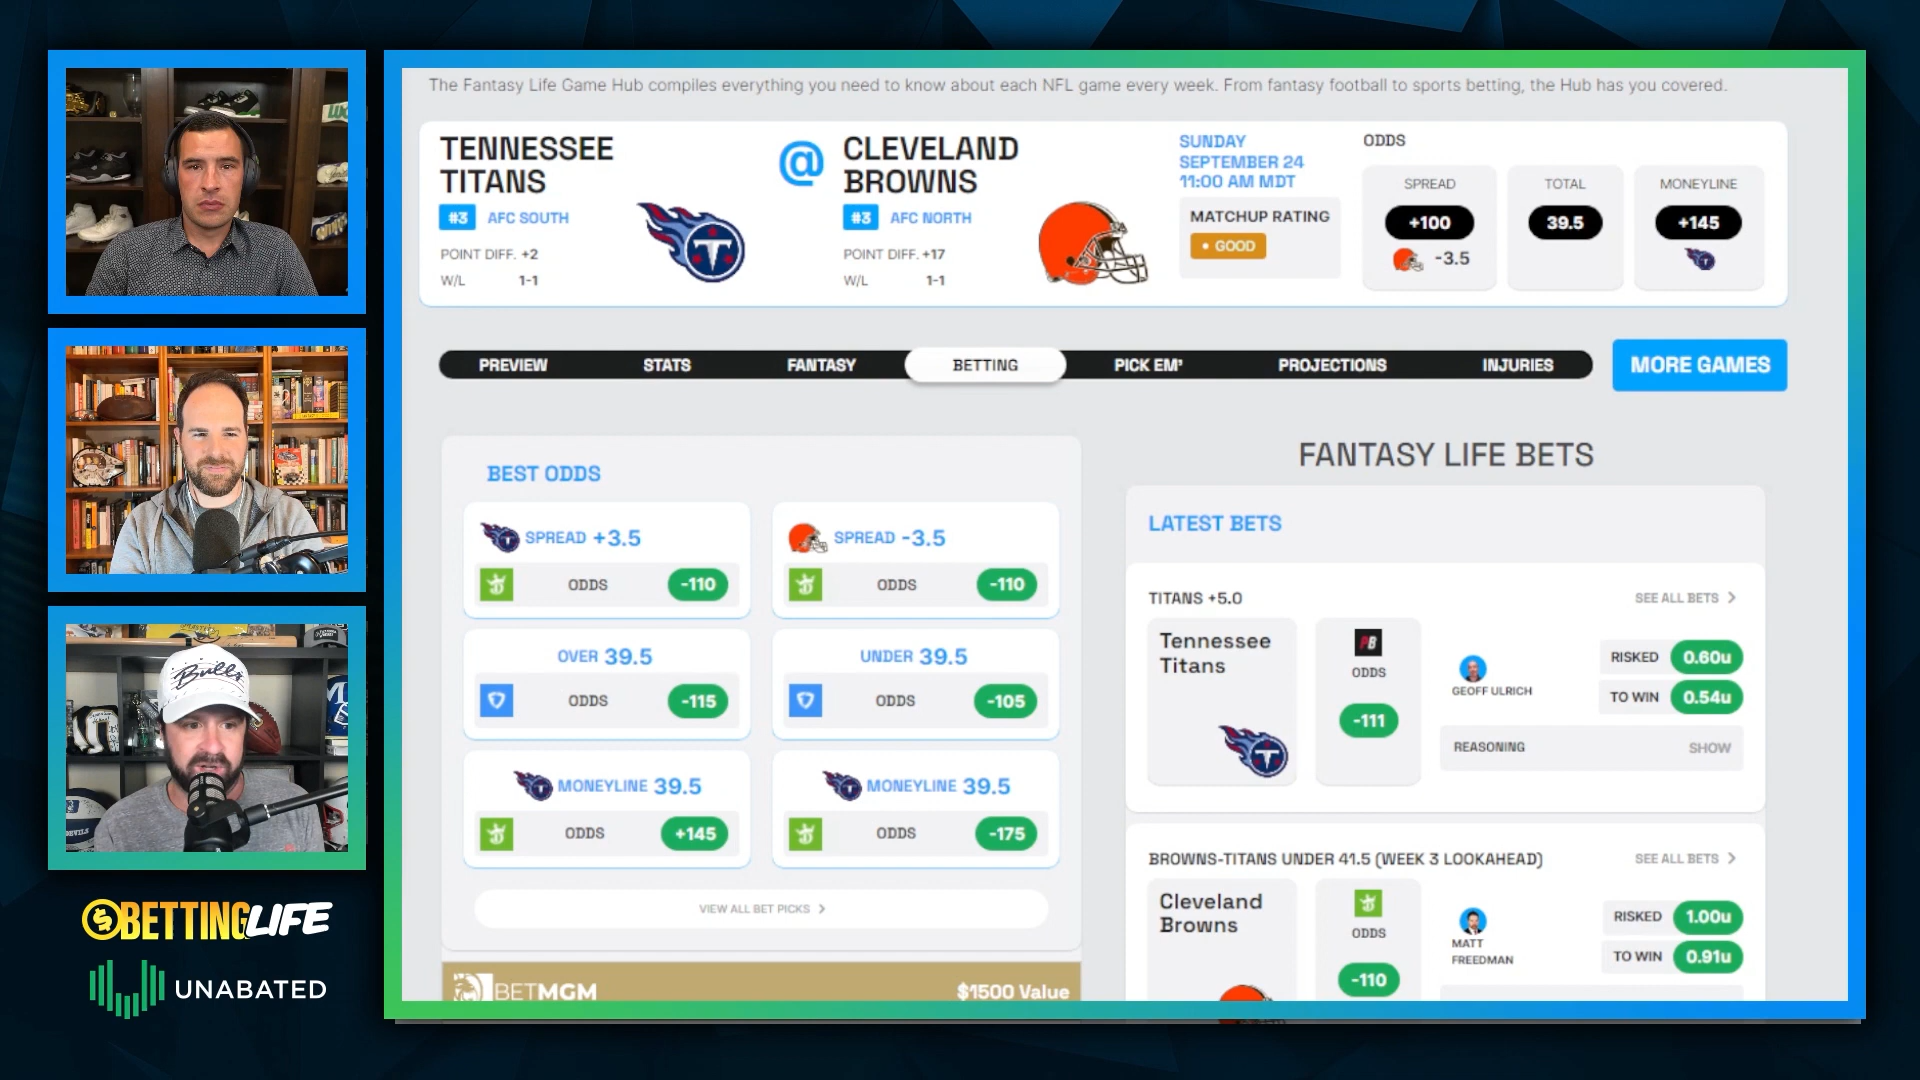 The Fantasy Life Game Hub compiles everything you need to know about each NFL game every week. From fantasy football to sports betting, the Hub has you covered.
TENNESSEE
TITANS
#3 AFC SOUTH
POINT DIFF. +2
W/L 1-1
@
CLEVELAND
BROWNS
#3 AFC NORTH
POINT DIFF. +17
W/L 1-1
SUNDAY
SEPTEMBER 24
11:00 AM MDT
MATCHUP RATING
• GOOD
ODDS
SPREAD
+100
-3.5
TOTAL
39.5
MONEYLINE
+145
PREVIEW STATS FANTASY BETTING PICK EM' PROJECTIONS INJURIES
MORE GAMES
BEST ODDS
SPREAD +3.5
ODDS -110
SPREAD -3.5
ODDS -110
OVER 39.5
ODDS -115
UNDER 39.5
ODDS -105
MONEYLINE 39.5
ODDS +145
MONEYLINE 39.5
ODDS -175
VIEW ALL BET PICKS >
BETMGM
$1500 Value
FANTASY LIFE BETS
LATEST BETS
TITANS +5.0
SEE ALL BETS >
Tennessee
Titans
PB
ODDS
-111
GEOFF ULRICH
RISKED 0.60u
TO WIN 0.54u
REASONING SHOW
BROWNS-TITANS UNDER 41.5 (WEEK 3 LOOKAHEAD)
SEE ALL BETS >
Cleveland
Browns
ODDS
-110
MATT
FREEDMAN
RISKED 1.00u
TO WIN 0.91u
Bulls
BETTINGLIFE
UNABATED